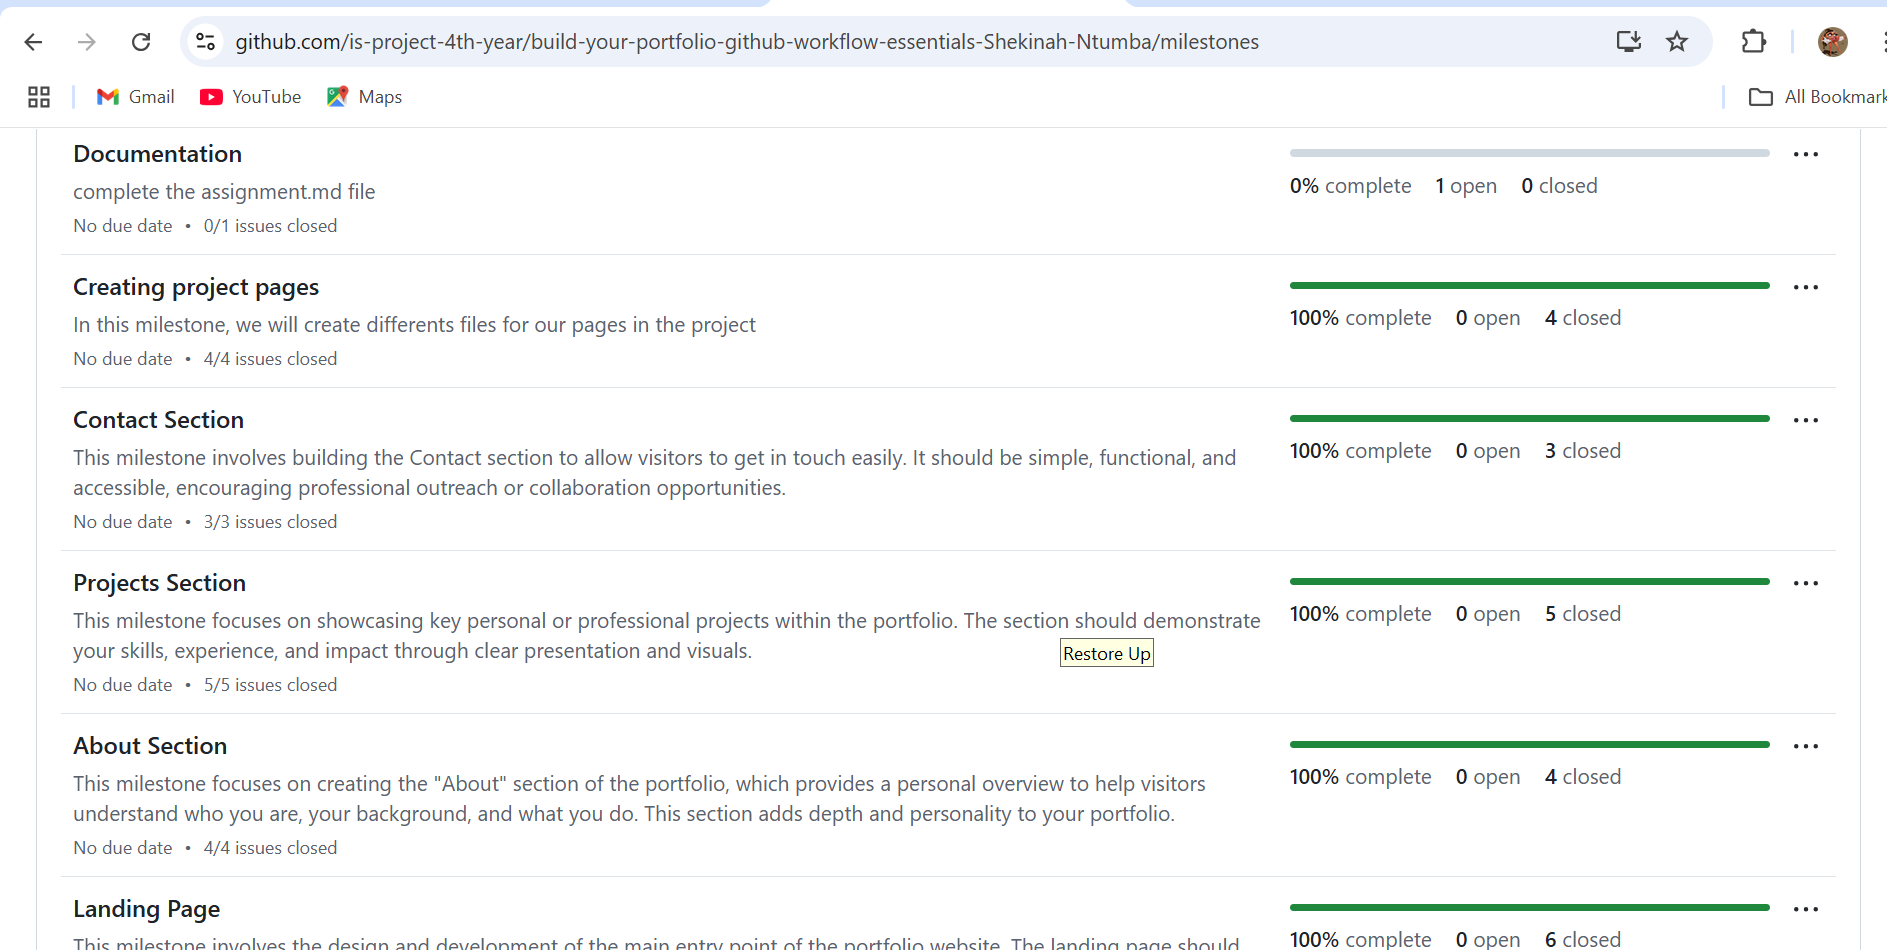 github.com/is-project-4th-year/build-your-portfolio-github-workflow-essentials-Shekinah-Ntumba/milestones
Gmail
YouTube
Maps
All Bookmark
Documentation
complete the assignment.md file
No due date • 0/1 issues closed
0% complete 1 open 0 closed
Creating project pages
In this milestone, we will create differents files for our pages in the project
No due date • 4/4 issues closed
100% complete 0 open 4 closed
Contact Section
This milestone involves building the Contact section to allow visitors to get in touch easily. It should be simple, functional, and
accessible, encouraging professional outreach or collaboration opportunities.
No due date • 3/3 issues closed
100% complete 0 open 3 closed
Projects Section
This milestone focuses on showcasing key personal or professional projects within the portfolio. The section should demonstrate
your skills, experience, and impact through clear presentation and visuals.
Restore Up
No due date • 5/5 issues closed
100% complete 0 open 5 closed
About Section
This milestone focuses on creating the "About" section of the portfolio, which provides a personal overview to help visitors
understand who you are, your background, and what you do. This section adds depth and personality to your portfolio.
No due date • 4/4 issues closed
100% complete 0 open 4 closed
Landing Page
This milestone involves the design and development of the main entry point of the portfolio website. The landing page should
100% complete 0 open 6 closed